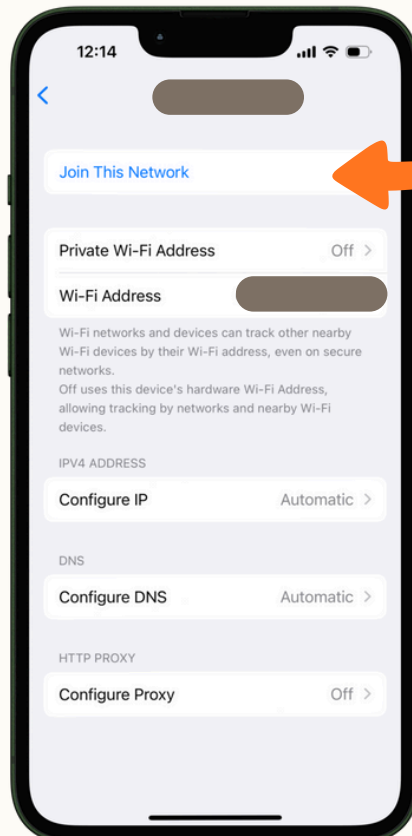 12:14
Join This Network
Private Wi-Fi Address Off
Wi-Fi Address
Wi-Fi networks and devices can track other nearby
Wi-Fi devices by their Wi-Fi address, even on secure
networks.
Off uses this device's hardware Wi-Fi Address,
allowing tracking by networks and nearby Wi-Fi
devices.
IPV4 ADDRESS
Configure IP Automatic
DNS
Configure DNS Automatic
HTTP PROXY
Configure Proxy Off